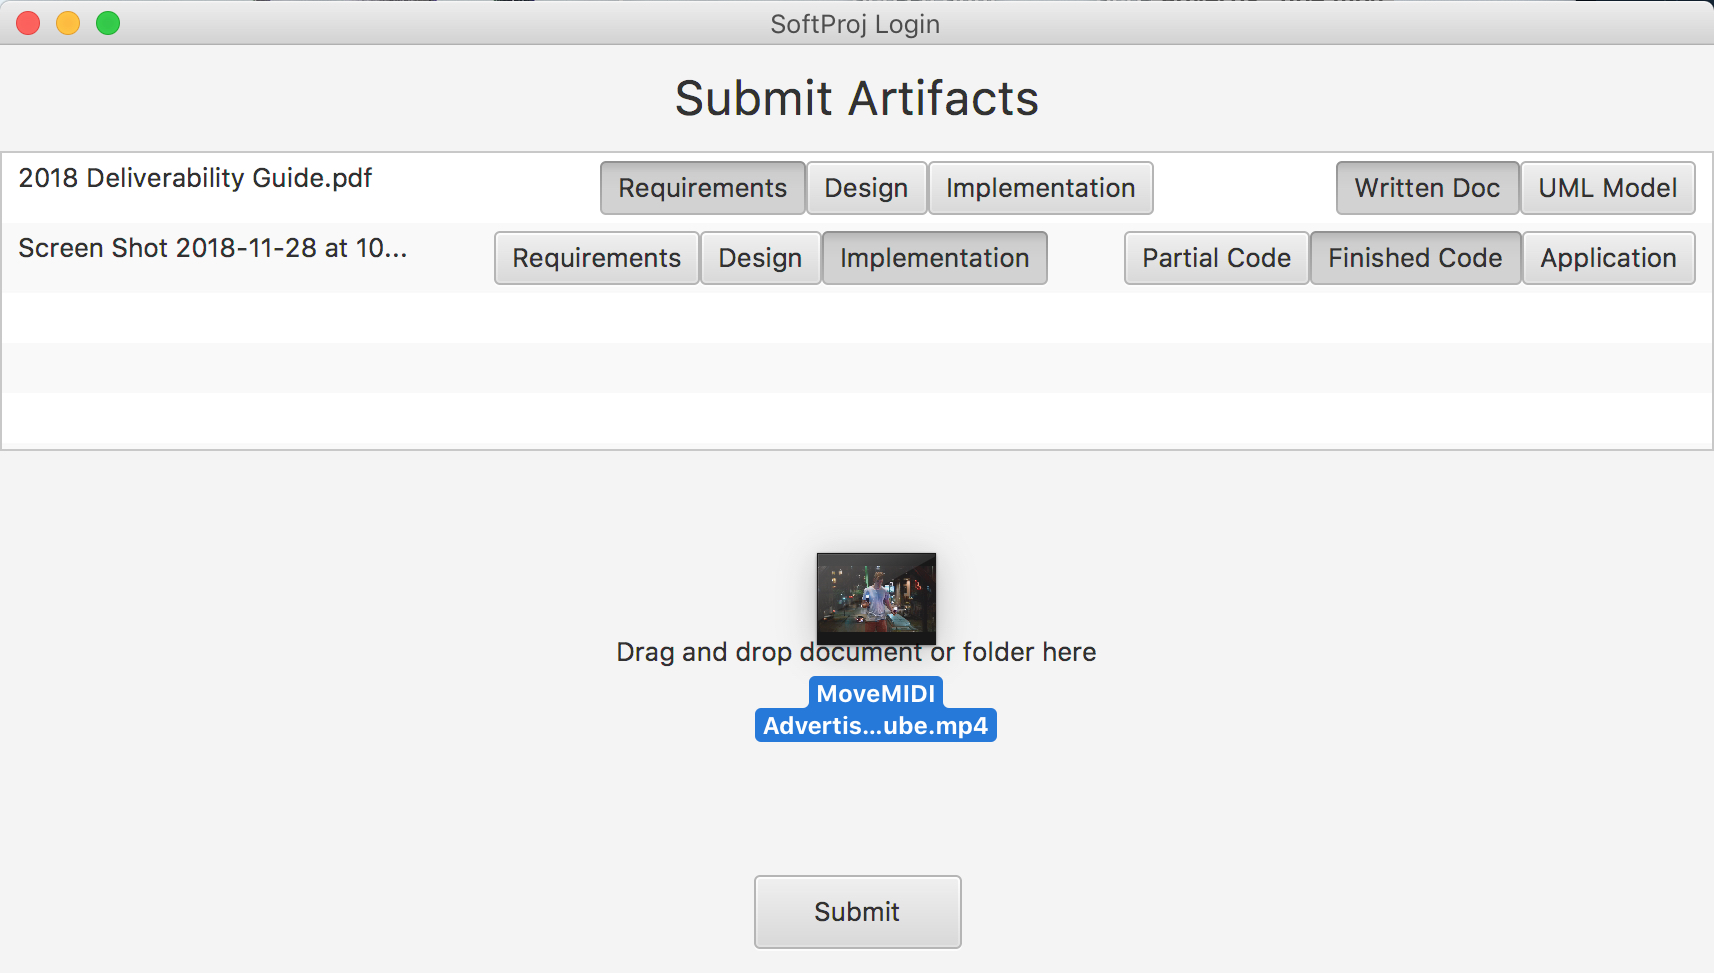 SoftProj Login
Submit Artifacts
2018 Deliverability Guide.pdf Requirements Design Implementation Written Doc UML Model
Screen Shot 2018-11-28 at 10... Requirements Design Implementation Partial Code Finished Code Application
Drag and drop document or folder here
MoveMIDI
Advertis...ube.mp4
Submit